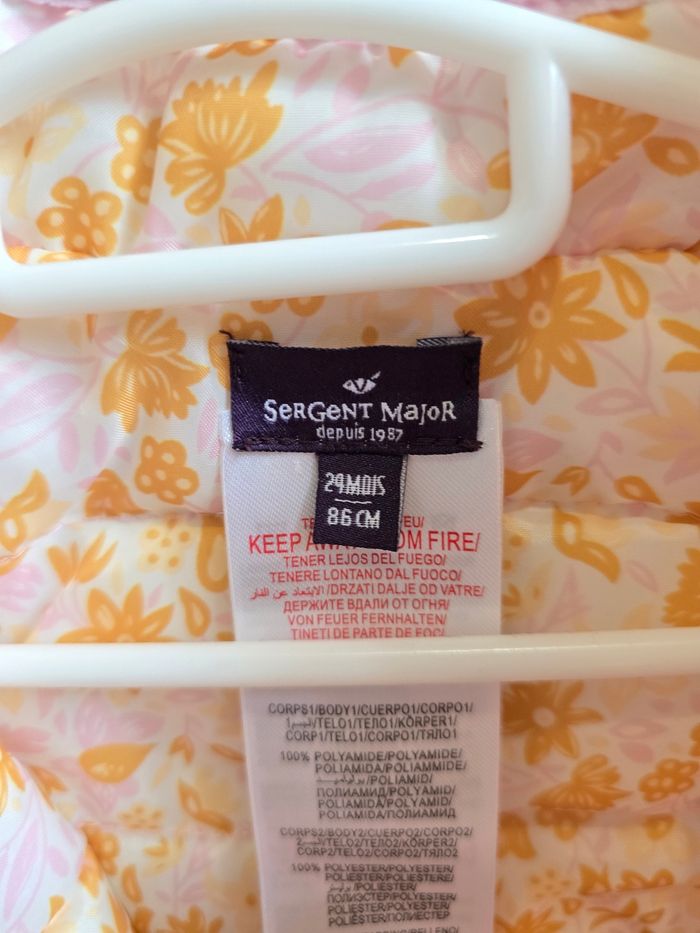 SERGENT MAJOR
depuis 1987
24MOIS
86CM
KEEP FIRE/
TENER LEJOS DEL FUEGO/
TENERE LONTANO DAL FUOCO/
الابتعاد عن النار /DRZATI DALJE OD VATRE/
ДЕРЖИТЕ ВДАЛИ ОТ ОГНЯ/
VON FEUER FERNHALTEN/
TINETI DE PARTE DE FOC/
CORPS1/BODY1/CUERPO1/CORPO1/
/TELO1/ТЕЛО1/KÖRPER1/
CORP1/TELO1/CORPO1/ТЯЛО1
100% POLYAMIDE/POLYAMIDE/
POLIAMIDA/POLIAMMIDE/
/POLIAMID/
ПОЛИАМИД/POLYAMID/
POLIAMIDA/POLYAMID/
POLIAMIDA/ПОЛИАМИД
CORPS2/BODY2/CUERPO2/CORPO2/
/TELO2/ТЕЛО2/KÖRPER2/
CORP2/TELO2/CORPO2/ТЯЛО2
100% POLYESTER/POLYESTER/
POLIESTER/POLIESTERE/
/POLIESTER/
ПОЛИЭСТЕР/POLYESTER/
POLIESTER/POLYESTER/
POLIÉSTER/ПОЛИЕСТЕР